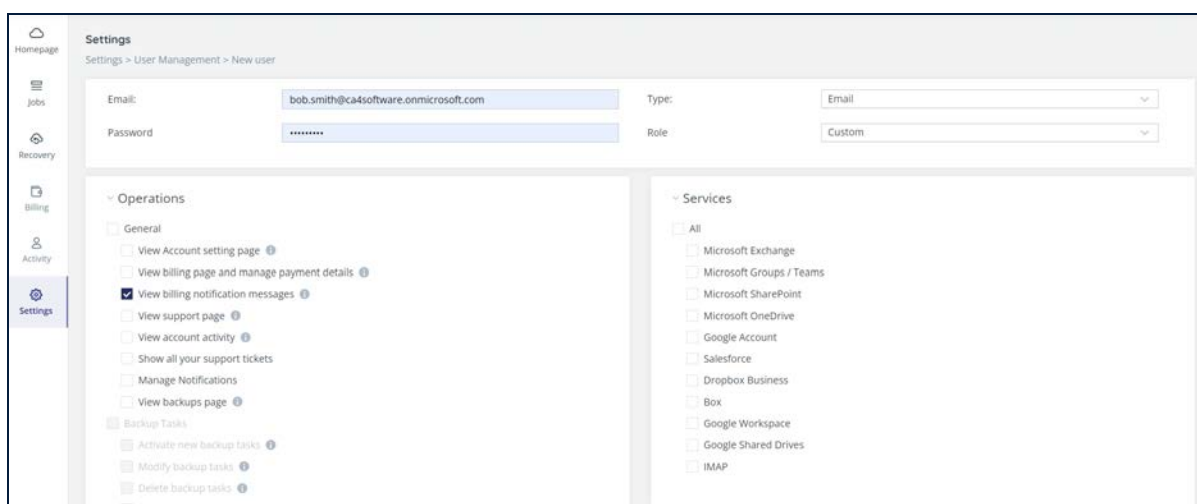 Homepage
Jobs
Recovery
Billing
Activity
Settings
Settings
Settings > User Management > New user
Email:
bob.smith@ca4software.onmicrosoft.com
Type:
Email
Password
•••••••••
Role
Custom
Operations
General
View Account setting page
View billing page and manage payment details
View billing notification messages
View support page
View account activity
Show all your support tickets
Manage Notifications
View backups page
Backup Tasks
Activate new backup tasks
Modify backup tasks
Delete backup tasks
Services
All
Microsoft Exchange
Microsoft Groups / Teams
Microsoft SharePoint
Microsoft OneDrive
Google Account
Salesforce
Dropbox Business
Box
Google Workspace
Google Shared Drives
IMAP